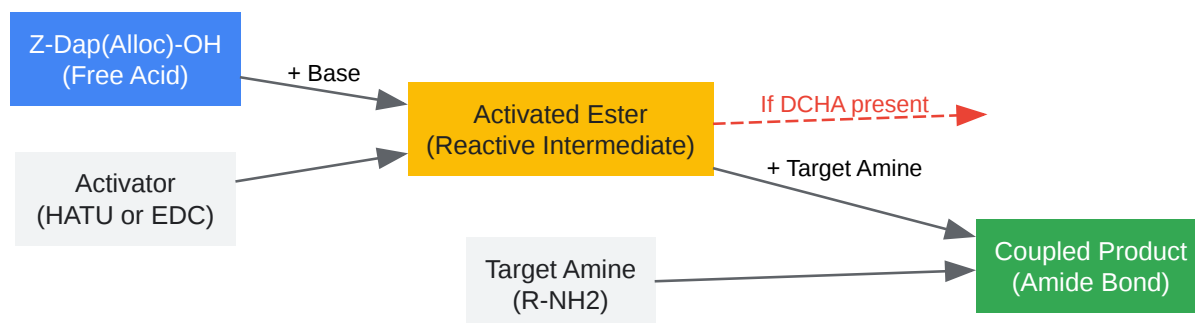 Z-Dap(Alloc)-OH
(Free Acid)
+ Base
Activated Ester
(Reactive Intermediate)
If DCHA present
Activator
(HATU or EDC)
+ Target Amine
Target Amine
(R-NH2)
Coupled Product
(Amide Bond)